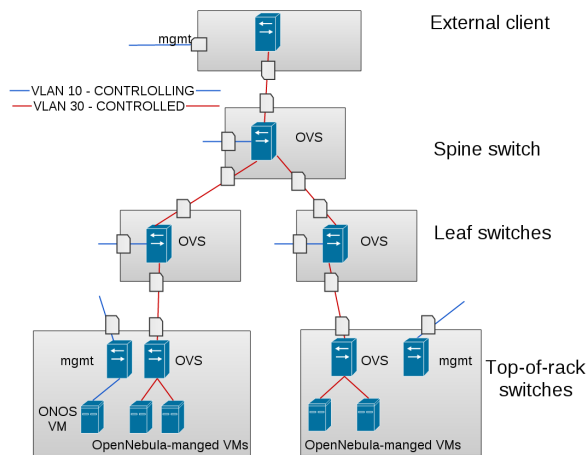 External client
mgmt
VLAN 10 - CONTRLOLLING
VLAN 30 - CONTROLLED
OVS
Spine switch
OVS
OVS
Leaf switches
mgmt
OVS
OVS
mgmt
Top-of-rack
switches
ONOS
VM
OpenNebula-manged VMs
OpenNebula-manged VMs